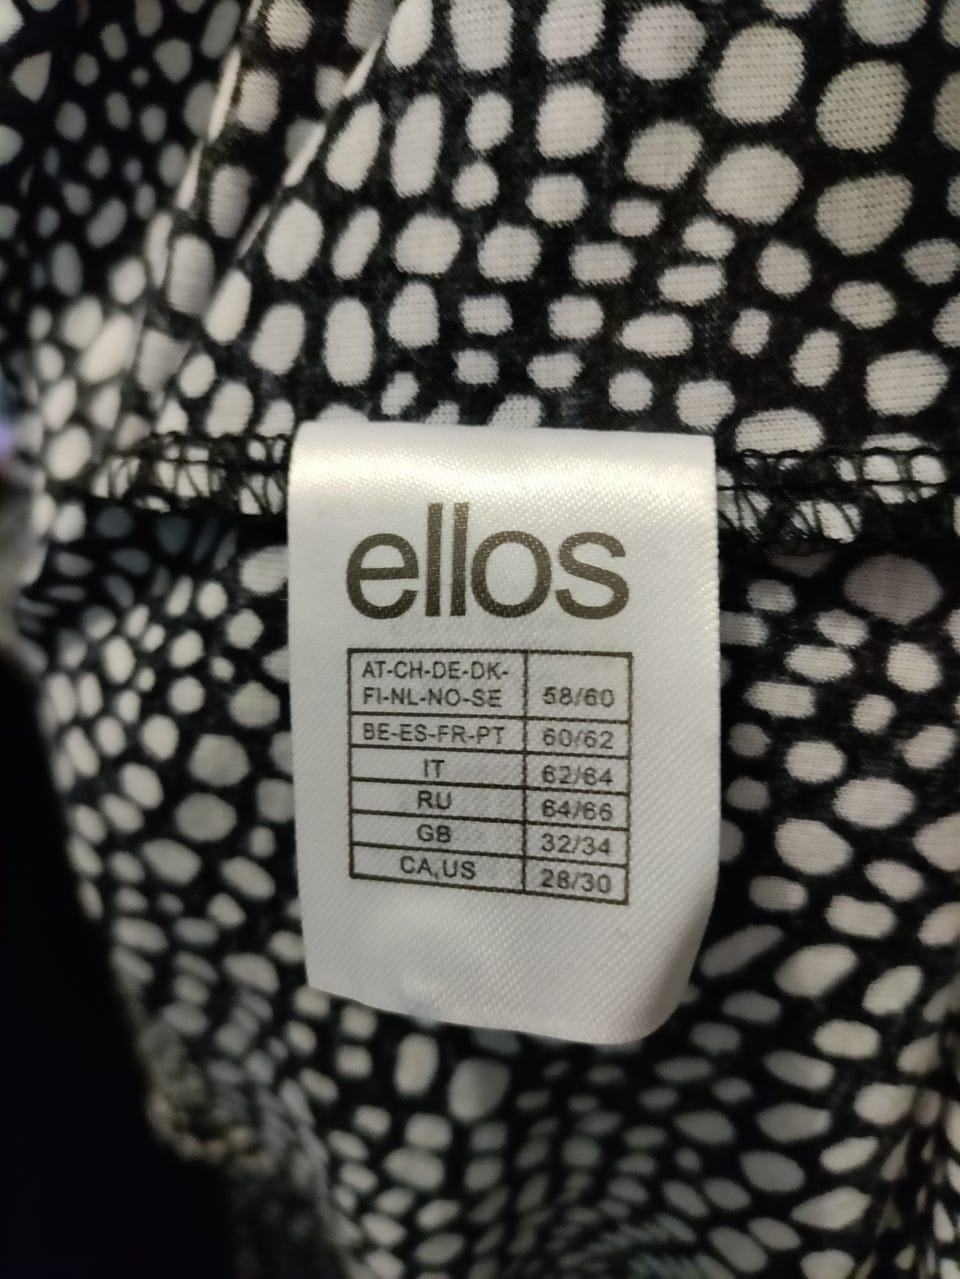 ellos
AT-CH-DE-DK-
FI-NL-NO-SE 58/60
BE-ES-FR-PT 60/62
IT 62/64
RU 64/66
GB 32/34
CA,US 28/30